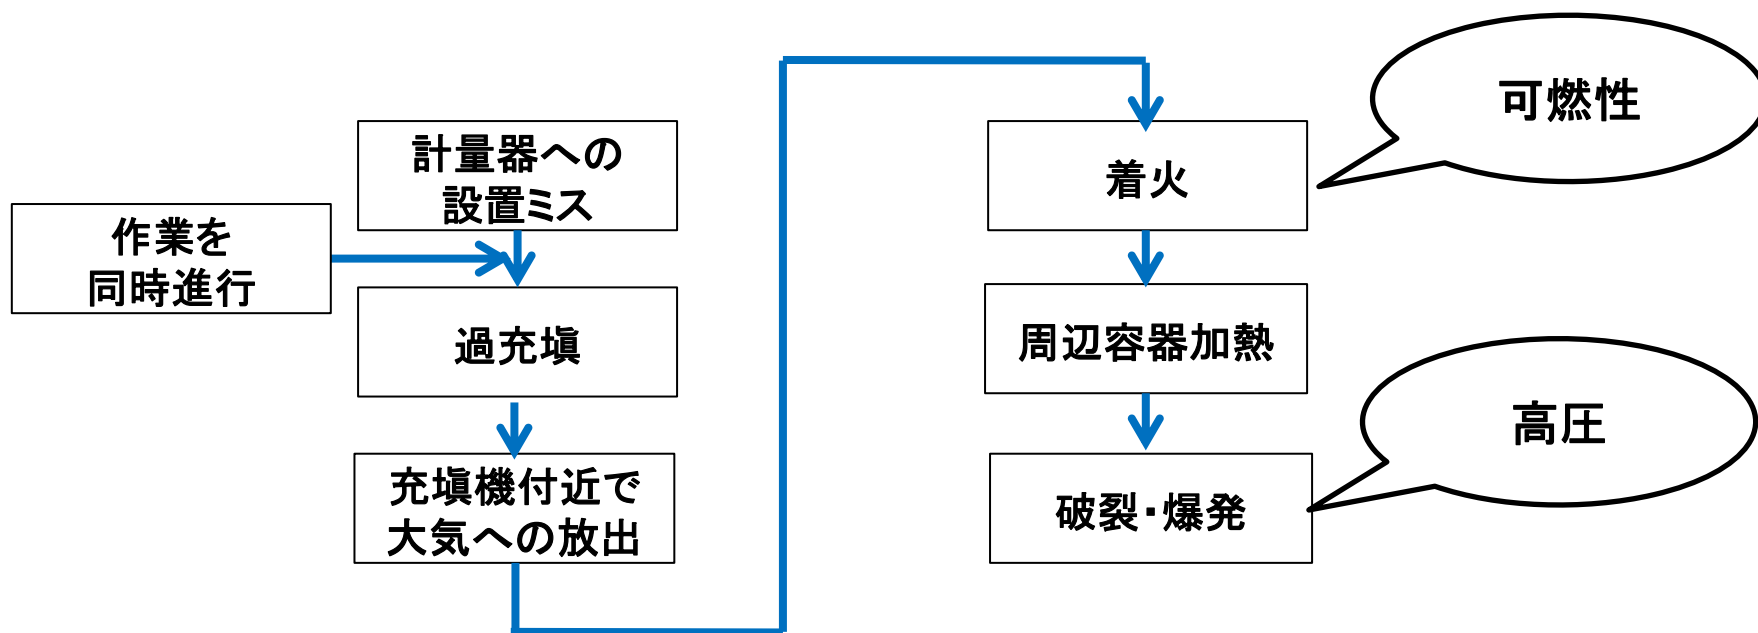 計量器への
設置ミス
作業を
同時進行
過充塡
充塡機付近で
大気への放出
着火
周辺容器加熱
破裂・爆発
可燃性
高圧